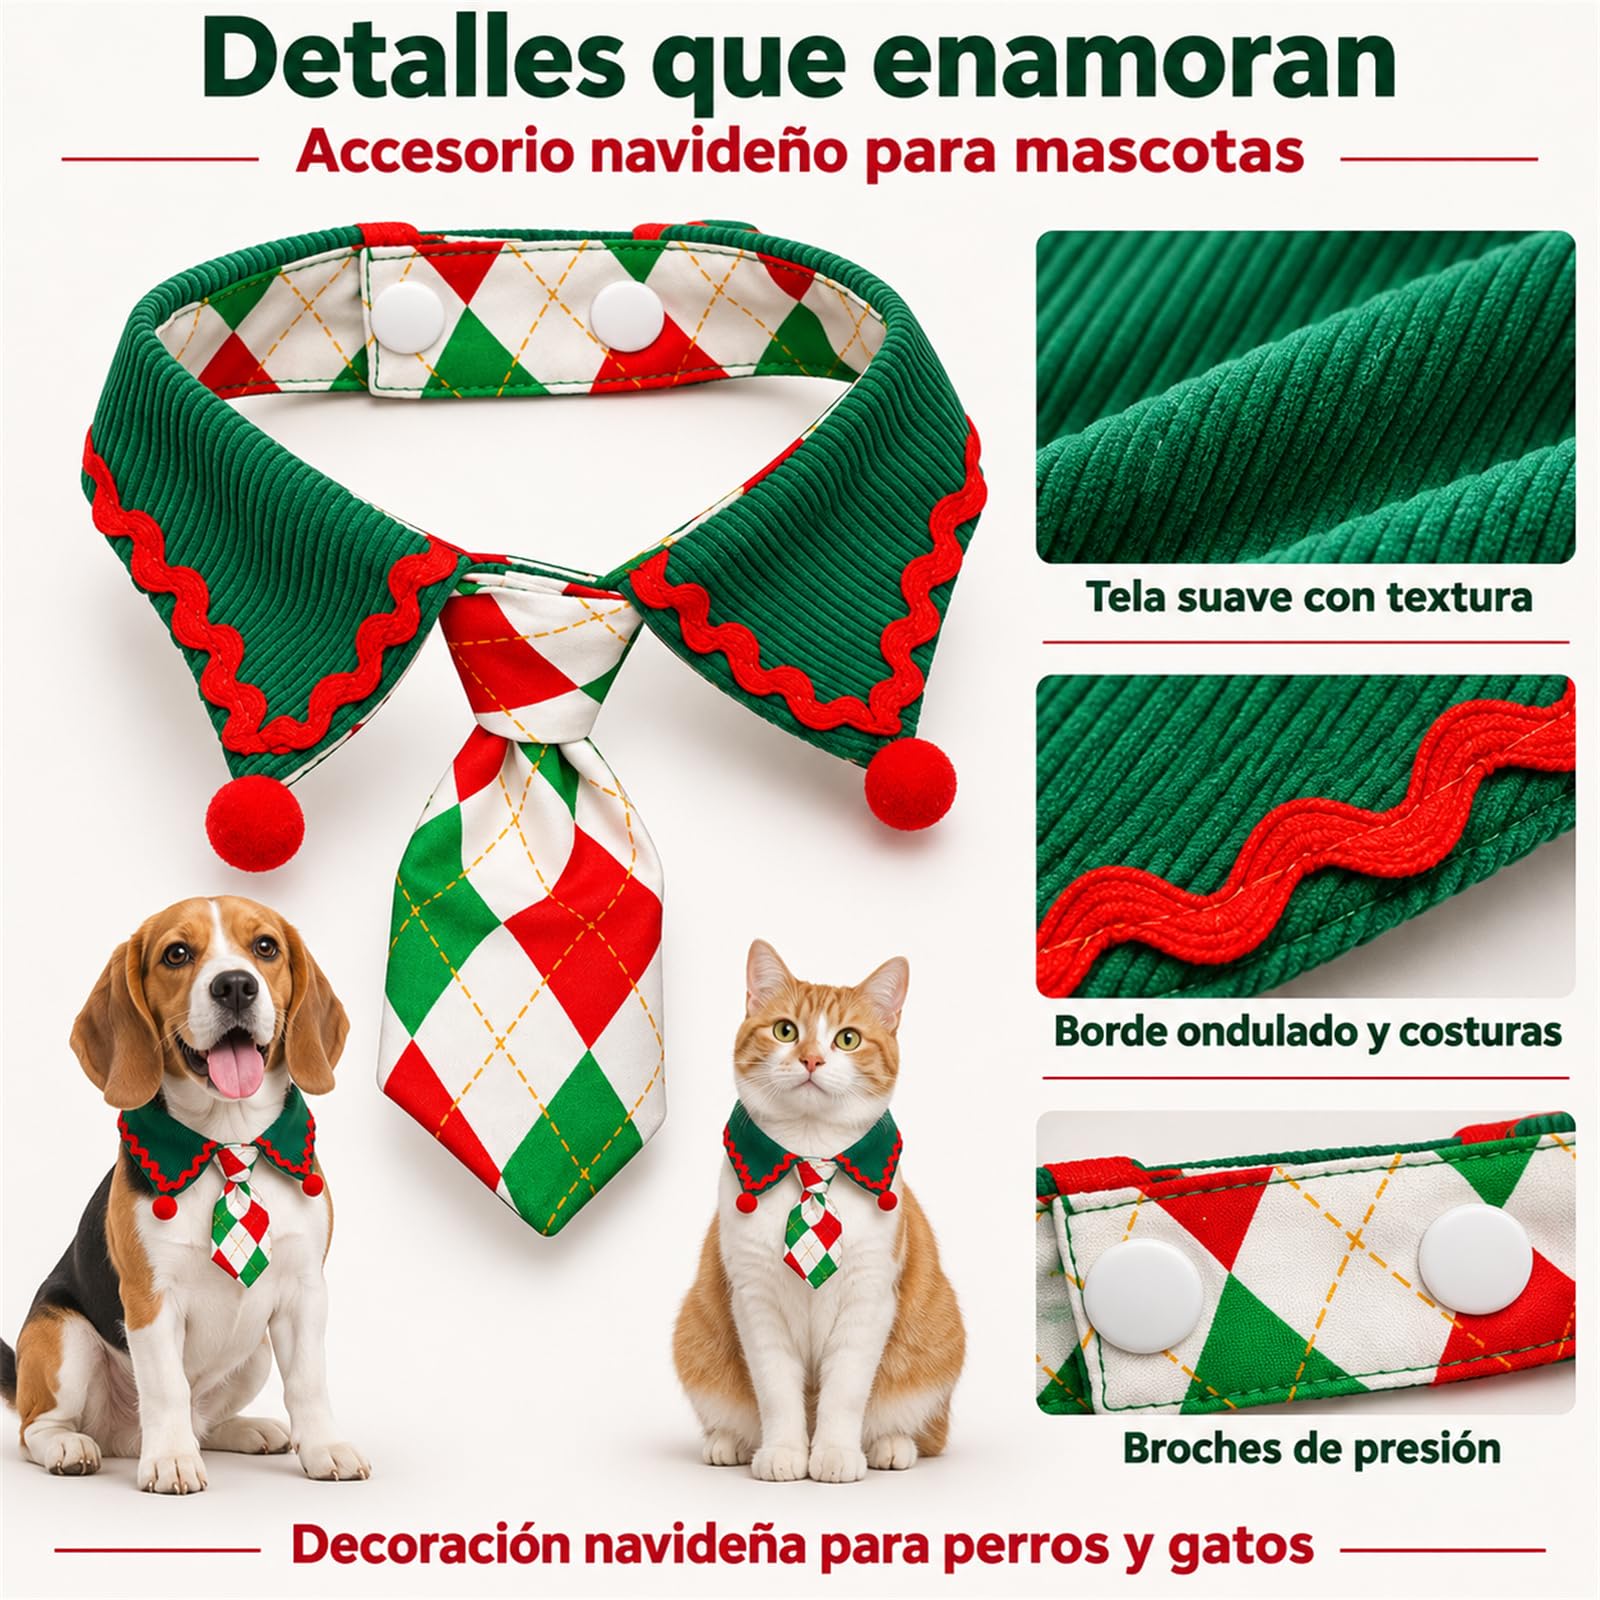 Detalles que enamoran
Accesorio navideño para mascotas
Tela suave con textura
Borde ondulado y costuras
Broches de presión
Decoración navideña para perros y gatos